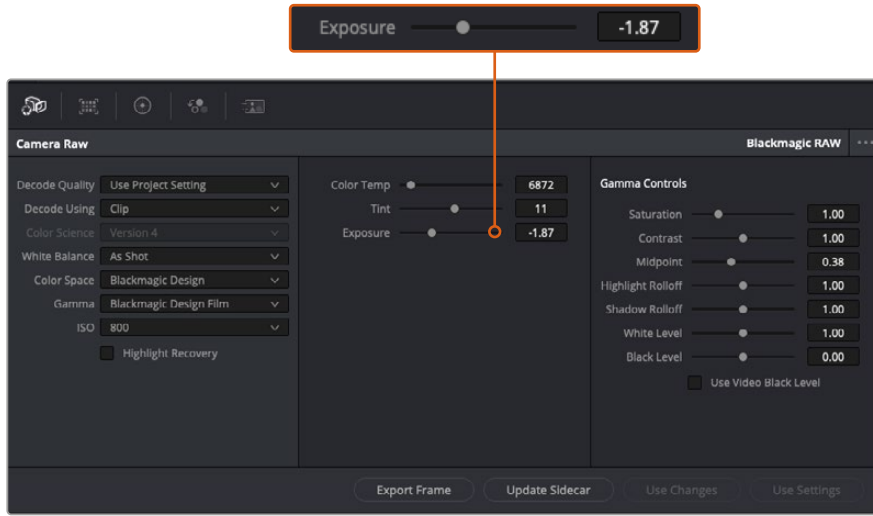 Exposure -1.87
Camera Raw
Blackmagic RAW
Decode Quality Use Project Setting
Decode Using Clip
Color Science Version 4
White Balance As Shot
Color Space Blackmagic Design
Gamma Blackmagic Design Film
ISO 800
Highlight Recovery
Color Temp 6872
Tint 11
Exposure -1.87
Gamma Controls
Saturation 1.00
Contrast 1.00
Midpoint 0.38
Highlight Rolloff 1.00
Shadow Rolloff 1.00
White Level 1.00
Black Level 0.00
Use Video Black Level
Export Frame
Update Sidecar
Use Changes
Use Settings